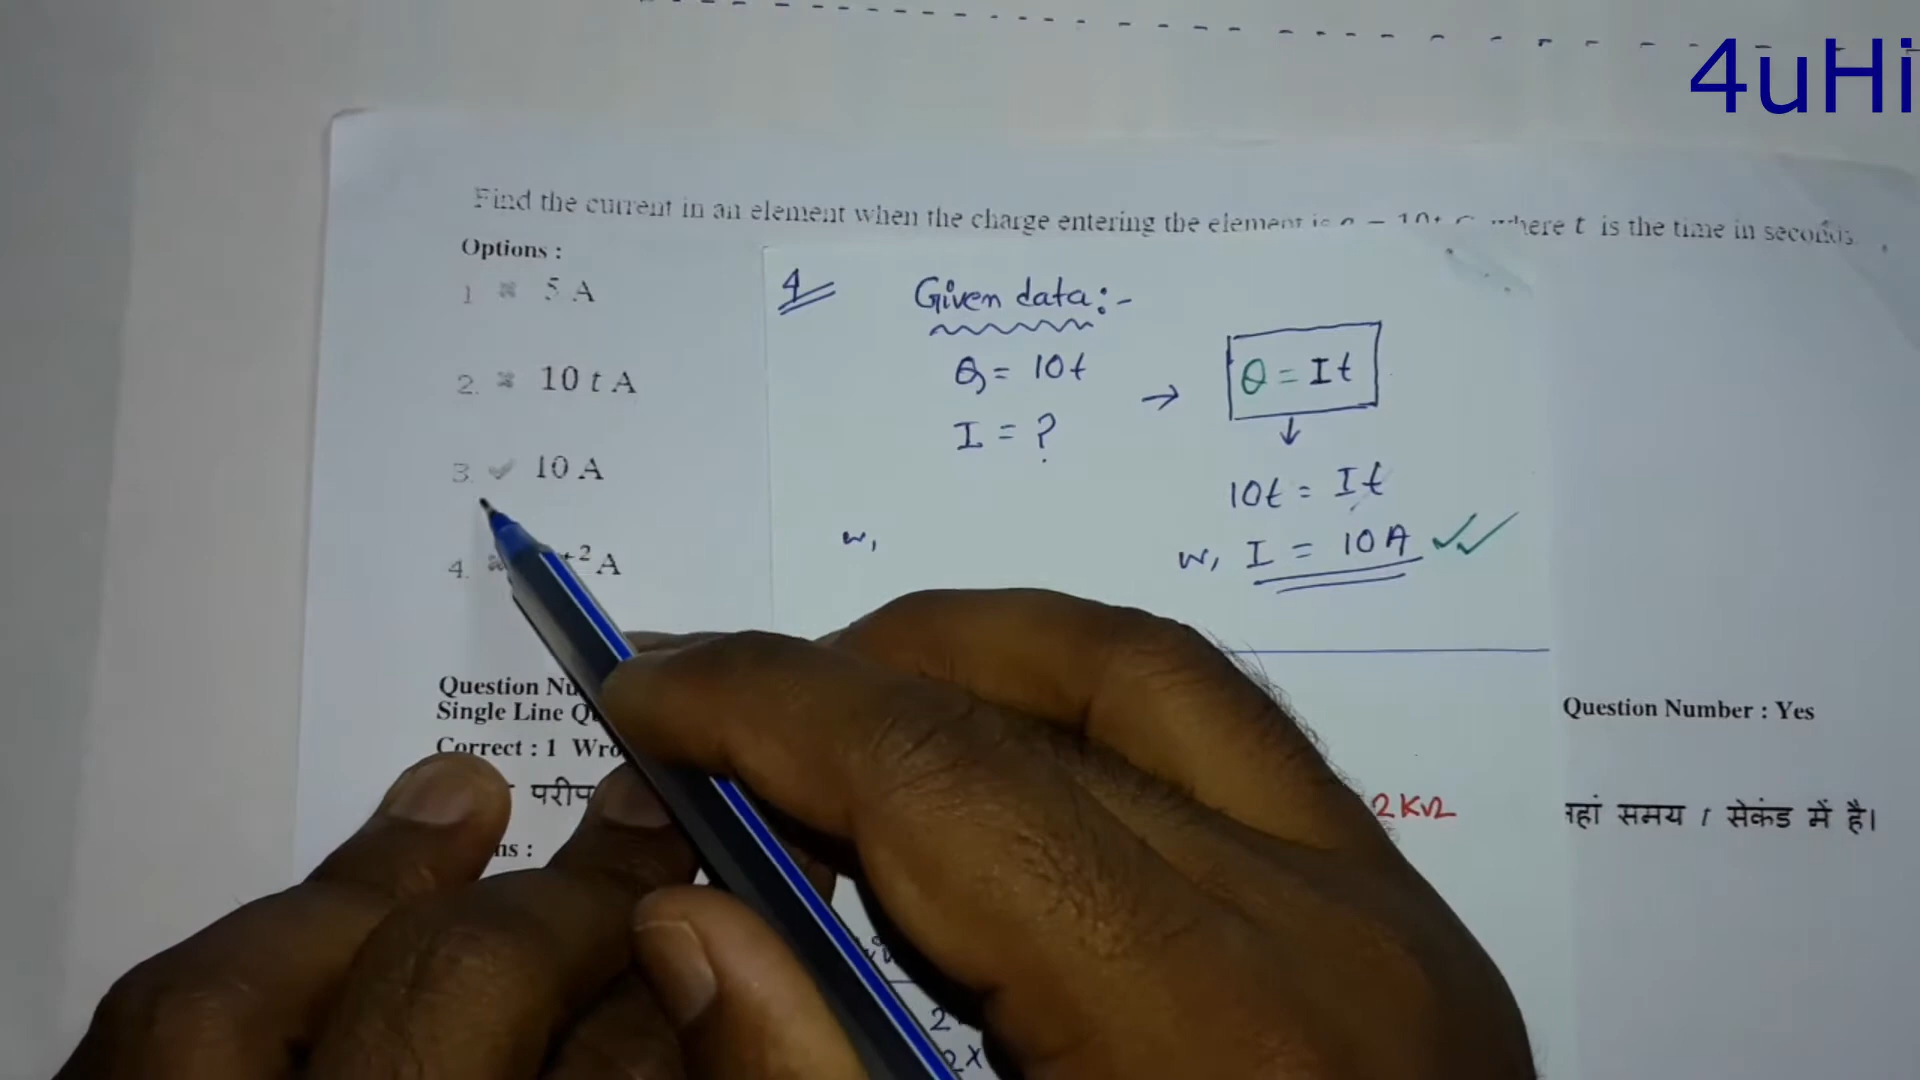 4uHi
Find the current in an element when the charge entering the element is where t is the time in seconds.
Options :
1 5 A
2. 10 t A
3. 10 A
4. 2 A
4
Given data:-
Q = 10t
I = ?
→ Q = It
↓
10t = It
w, I = 10A
w,
Question
Single Line
Correct : 1
Question Number : Yes
2KΩ
समय t सेकंड में है।
2